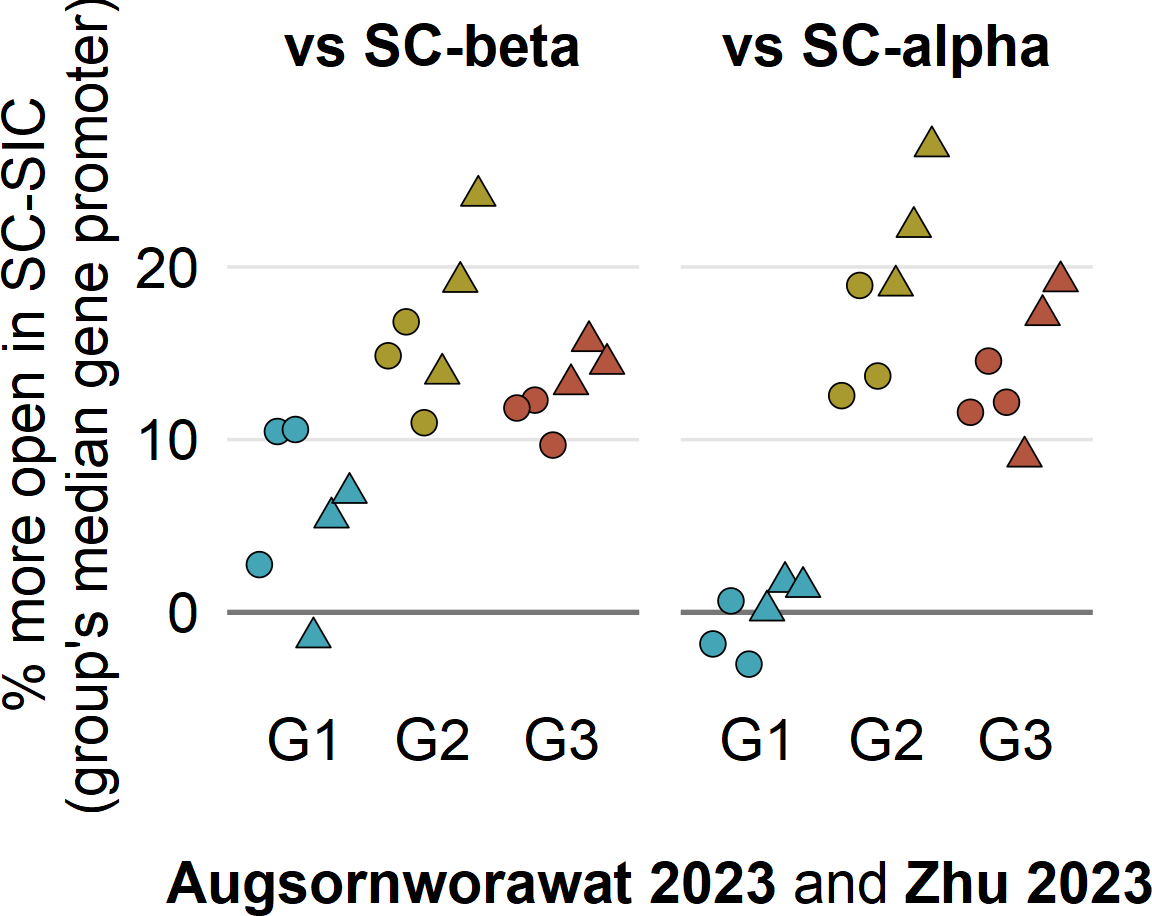 vs SC-beta
vs SC-alpha
% more open in SC-SIC
(group's median gene promoter)
20
10
0
G1 G2 G3
G1 G2 G3
Augsornworawat 2023 and Zhu 2023